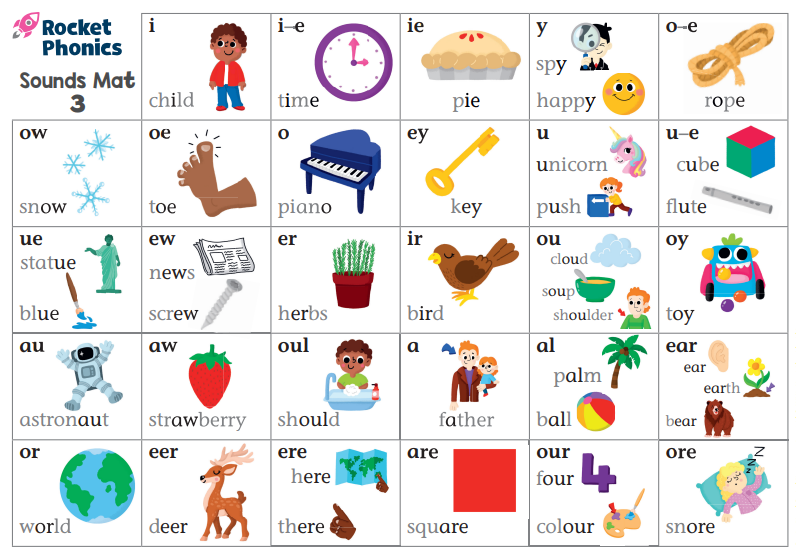 Rocket
Phonics
Sounds Mat
3
i
child
i–e
time
ie
pie
y
spy
happy
o–e
rope
ow
snow
oe
toe
o
piano
ey
key
u
unicorn
push
u–e
cube
flute
ue
statue
blue
ew
news
screw
er
herbs
ir
bird
ou
cloud
soup
shoulder
oy
toy
au
astronaut
aw
strawberry
oul
should
a
father
al
palm
ball
ear
ear
earth
bear
or
world
eer
deer
ere
here
there
are
square
our
four
4
colour
ore
z z z
snore